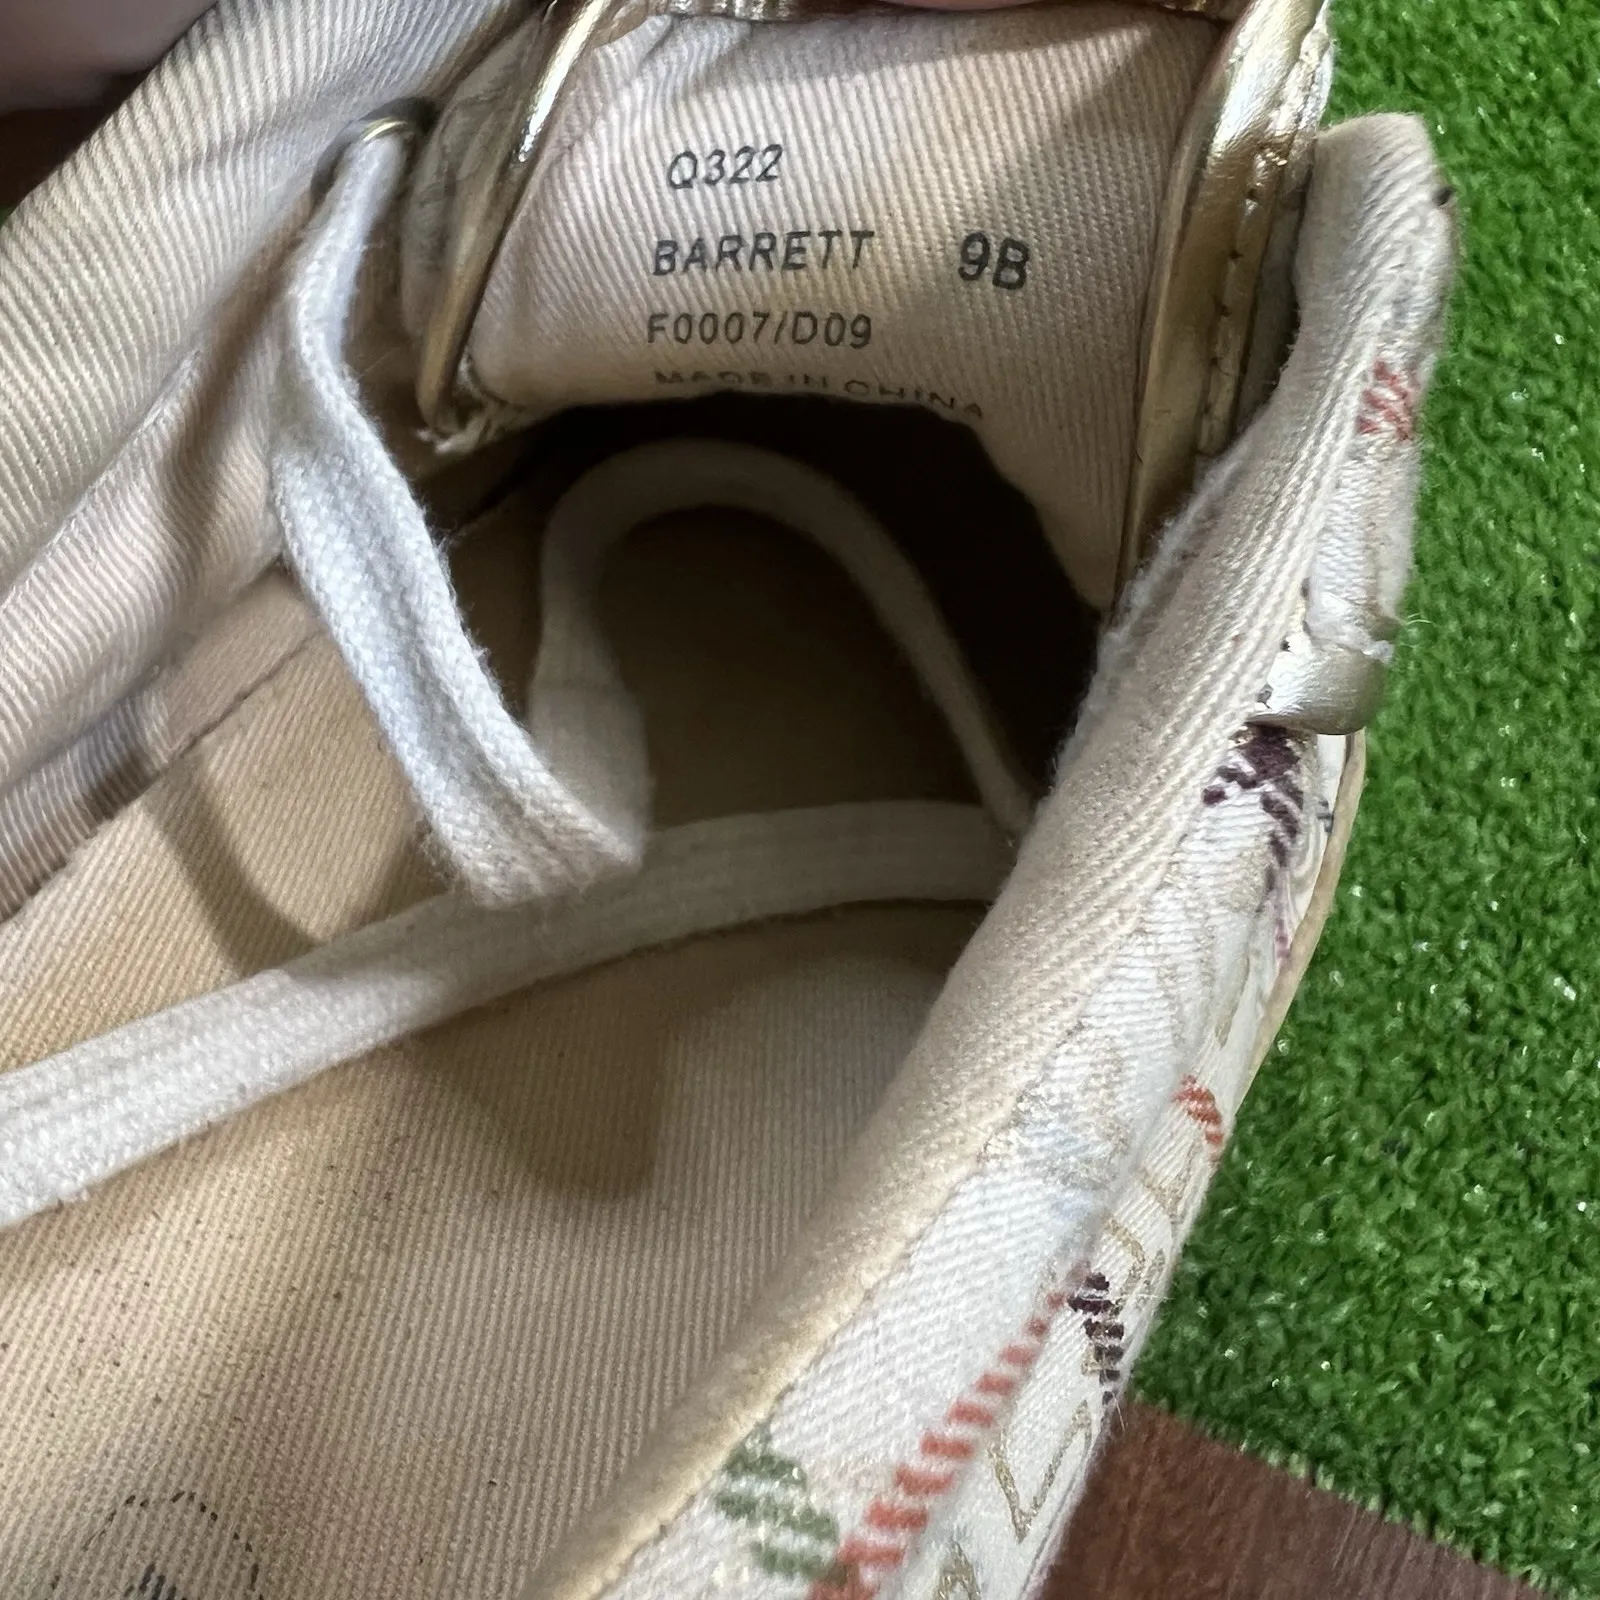 Q322
BARRETT 9B
F0007/D09
MADE IN CHINA